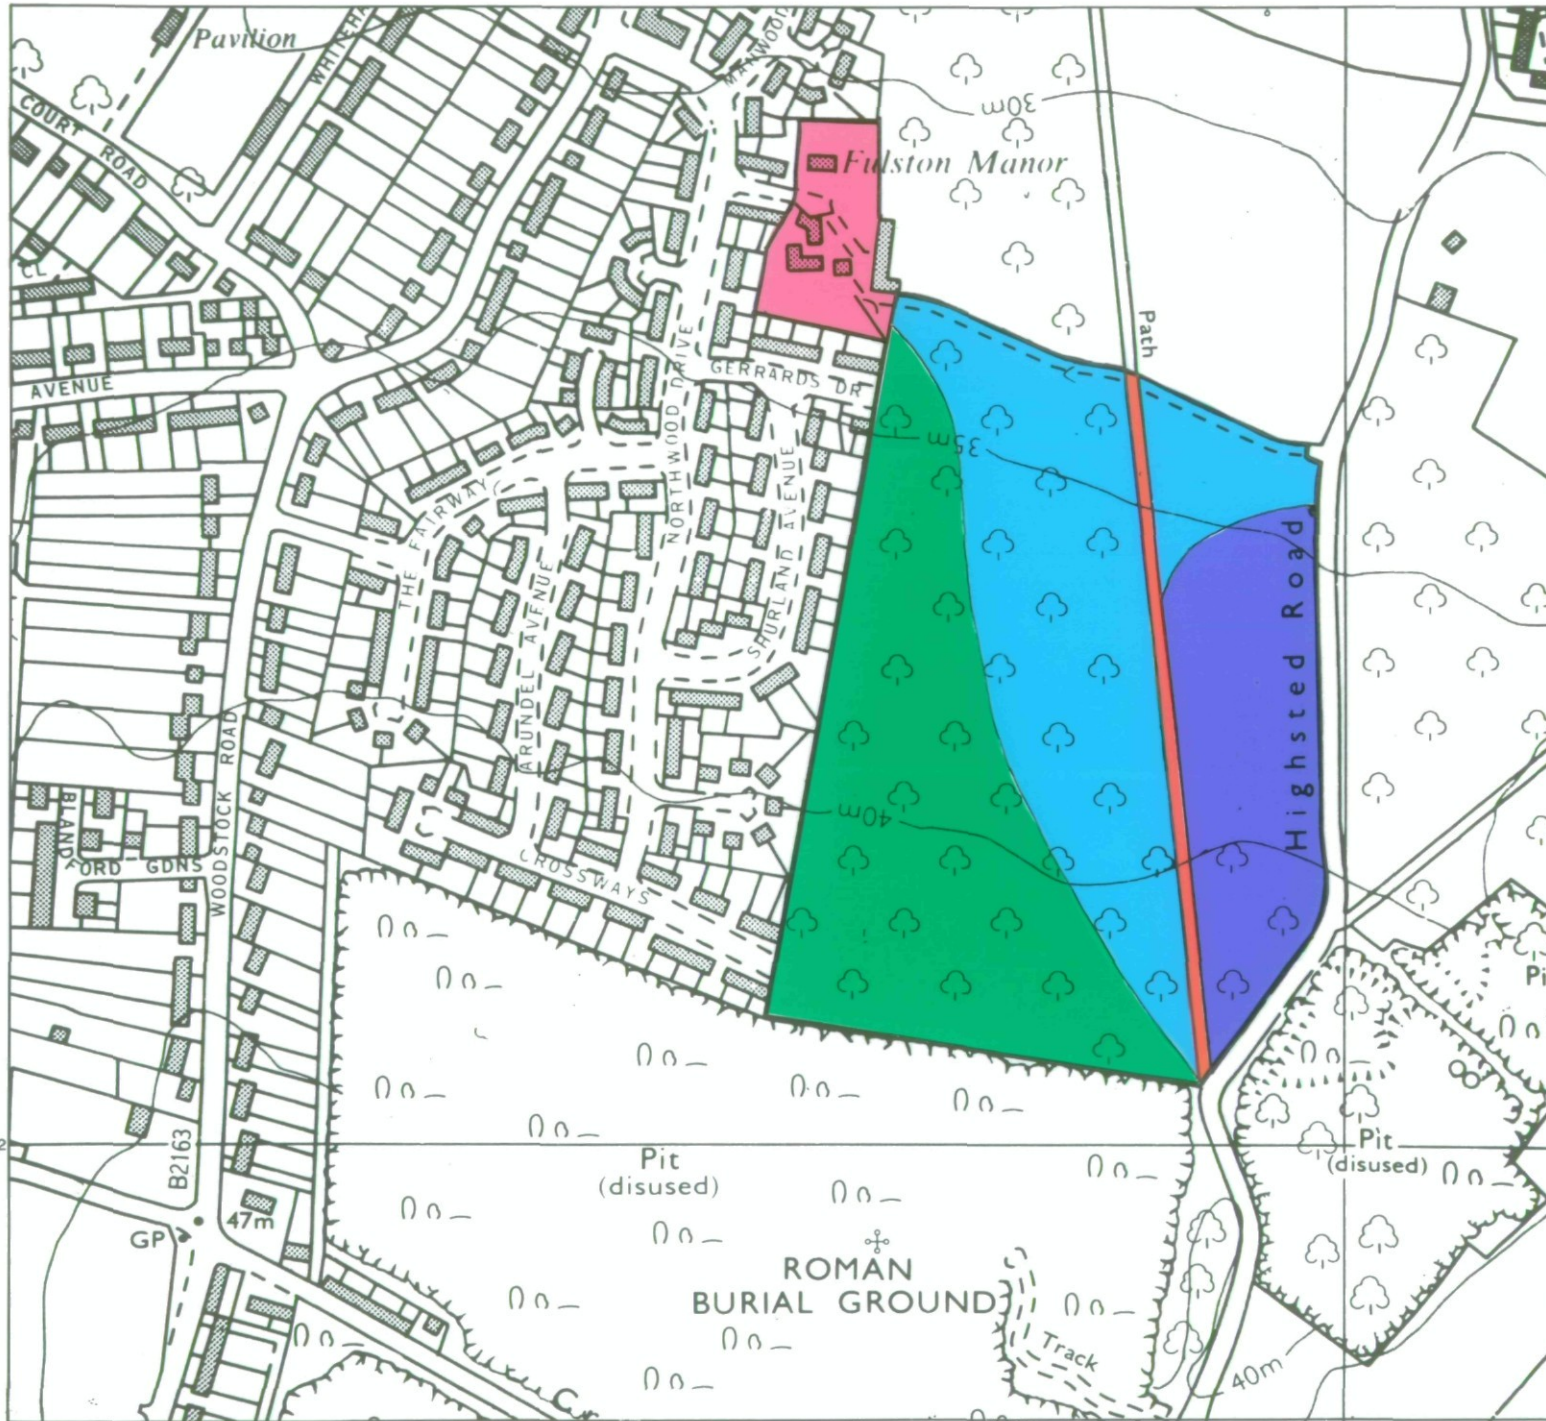 Pavilion
MANWOOD
COURT ROAD
30m
Fulston Manor
CL
Path
AVENUE
NORTHWOOD DRIVE
GERRARDS DR
35m
THE FAIRWAY
SHURLAND AVENUE
ARUNDEL AVENUE
Highsted Road
WOODSTOCK ROAD
BLANDFORD GDNS
40m
CROSSWAYS
Pit
(disused)
Pit
(disused)
B2163
47m
GP
ROMAN
BURIAL GROUND
Track
40m